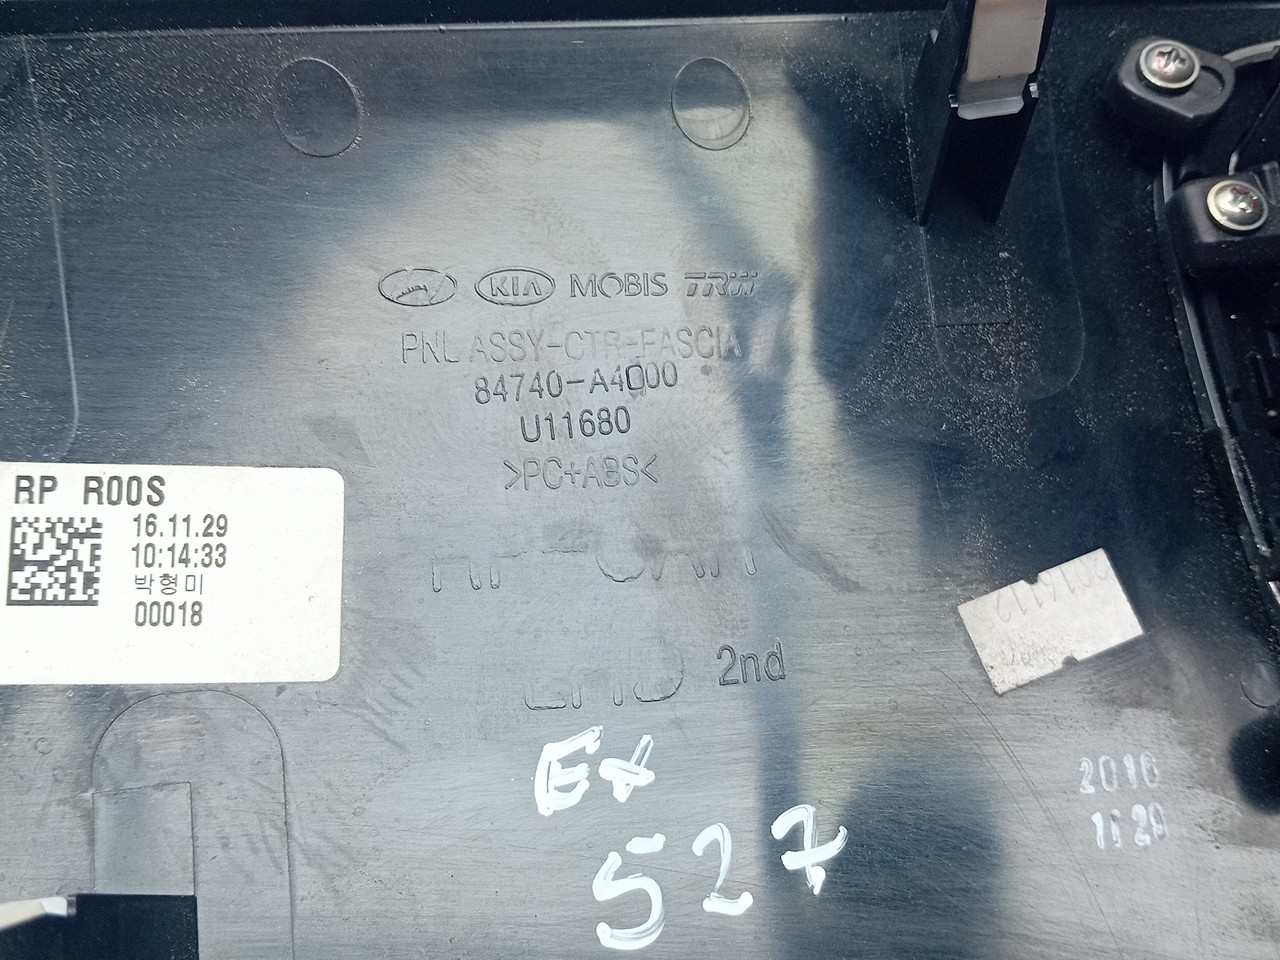 KIA MOBIS TRW
PNL ASSY-CTR-FASCIA
84740-A4000
U11680
>PC+ABS<
RP R00S
16.11.29
10:14:33
박형미
00018
2nd
Ex
527